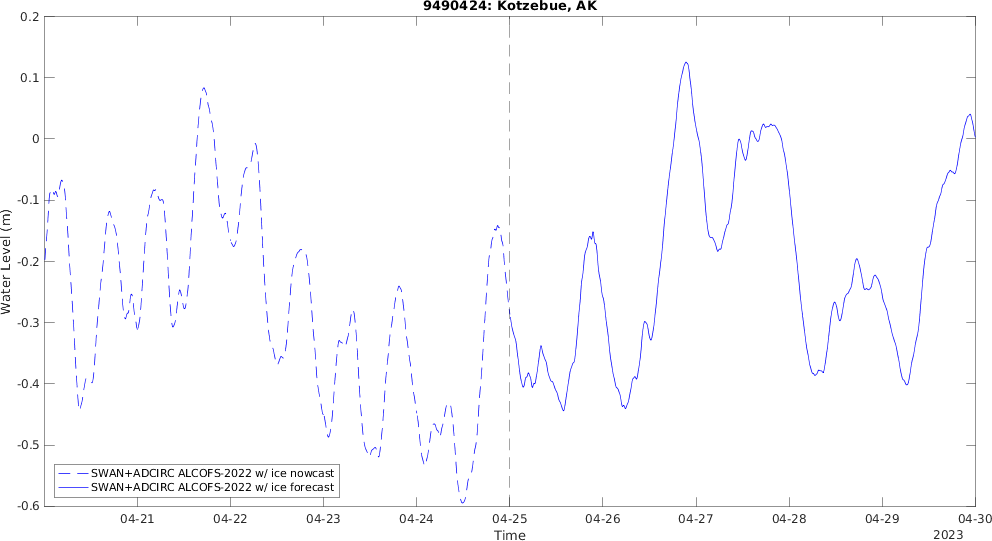 9490424: Kotzebue, AK
0.2
0.1
0
-0.1
-0.2
-0.3
-0.4
-0.5
-0.6
Water Level (m)
SWAN+ADCIRC ALCOFS-2022 w/ ice nowcast
SWAN+ADCIRC ALCOFS-2022 w/ ice forecast
04-21 04-22 04-23 04-24 04-25 04-26 04-27 04-28 04-29 04-30
Time
2023